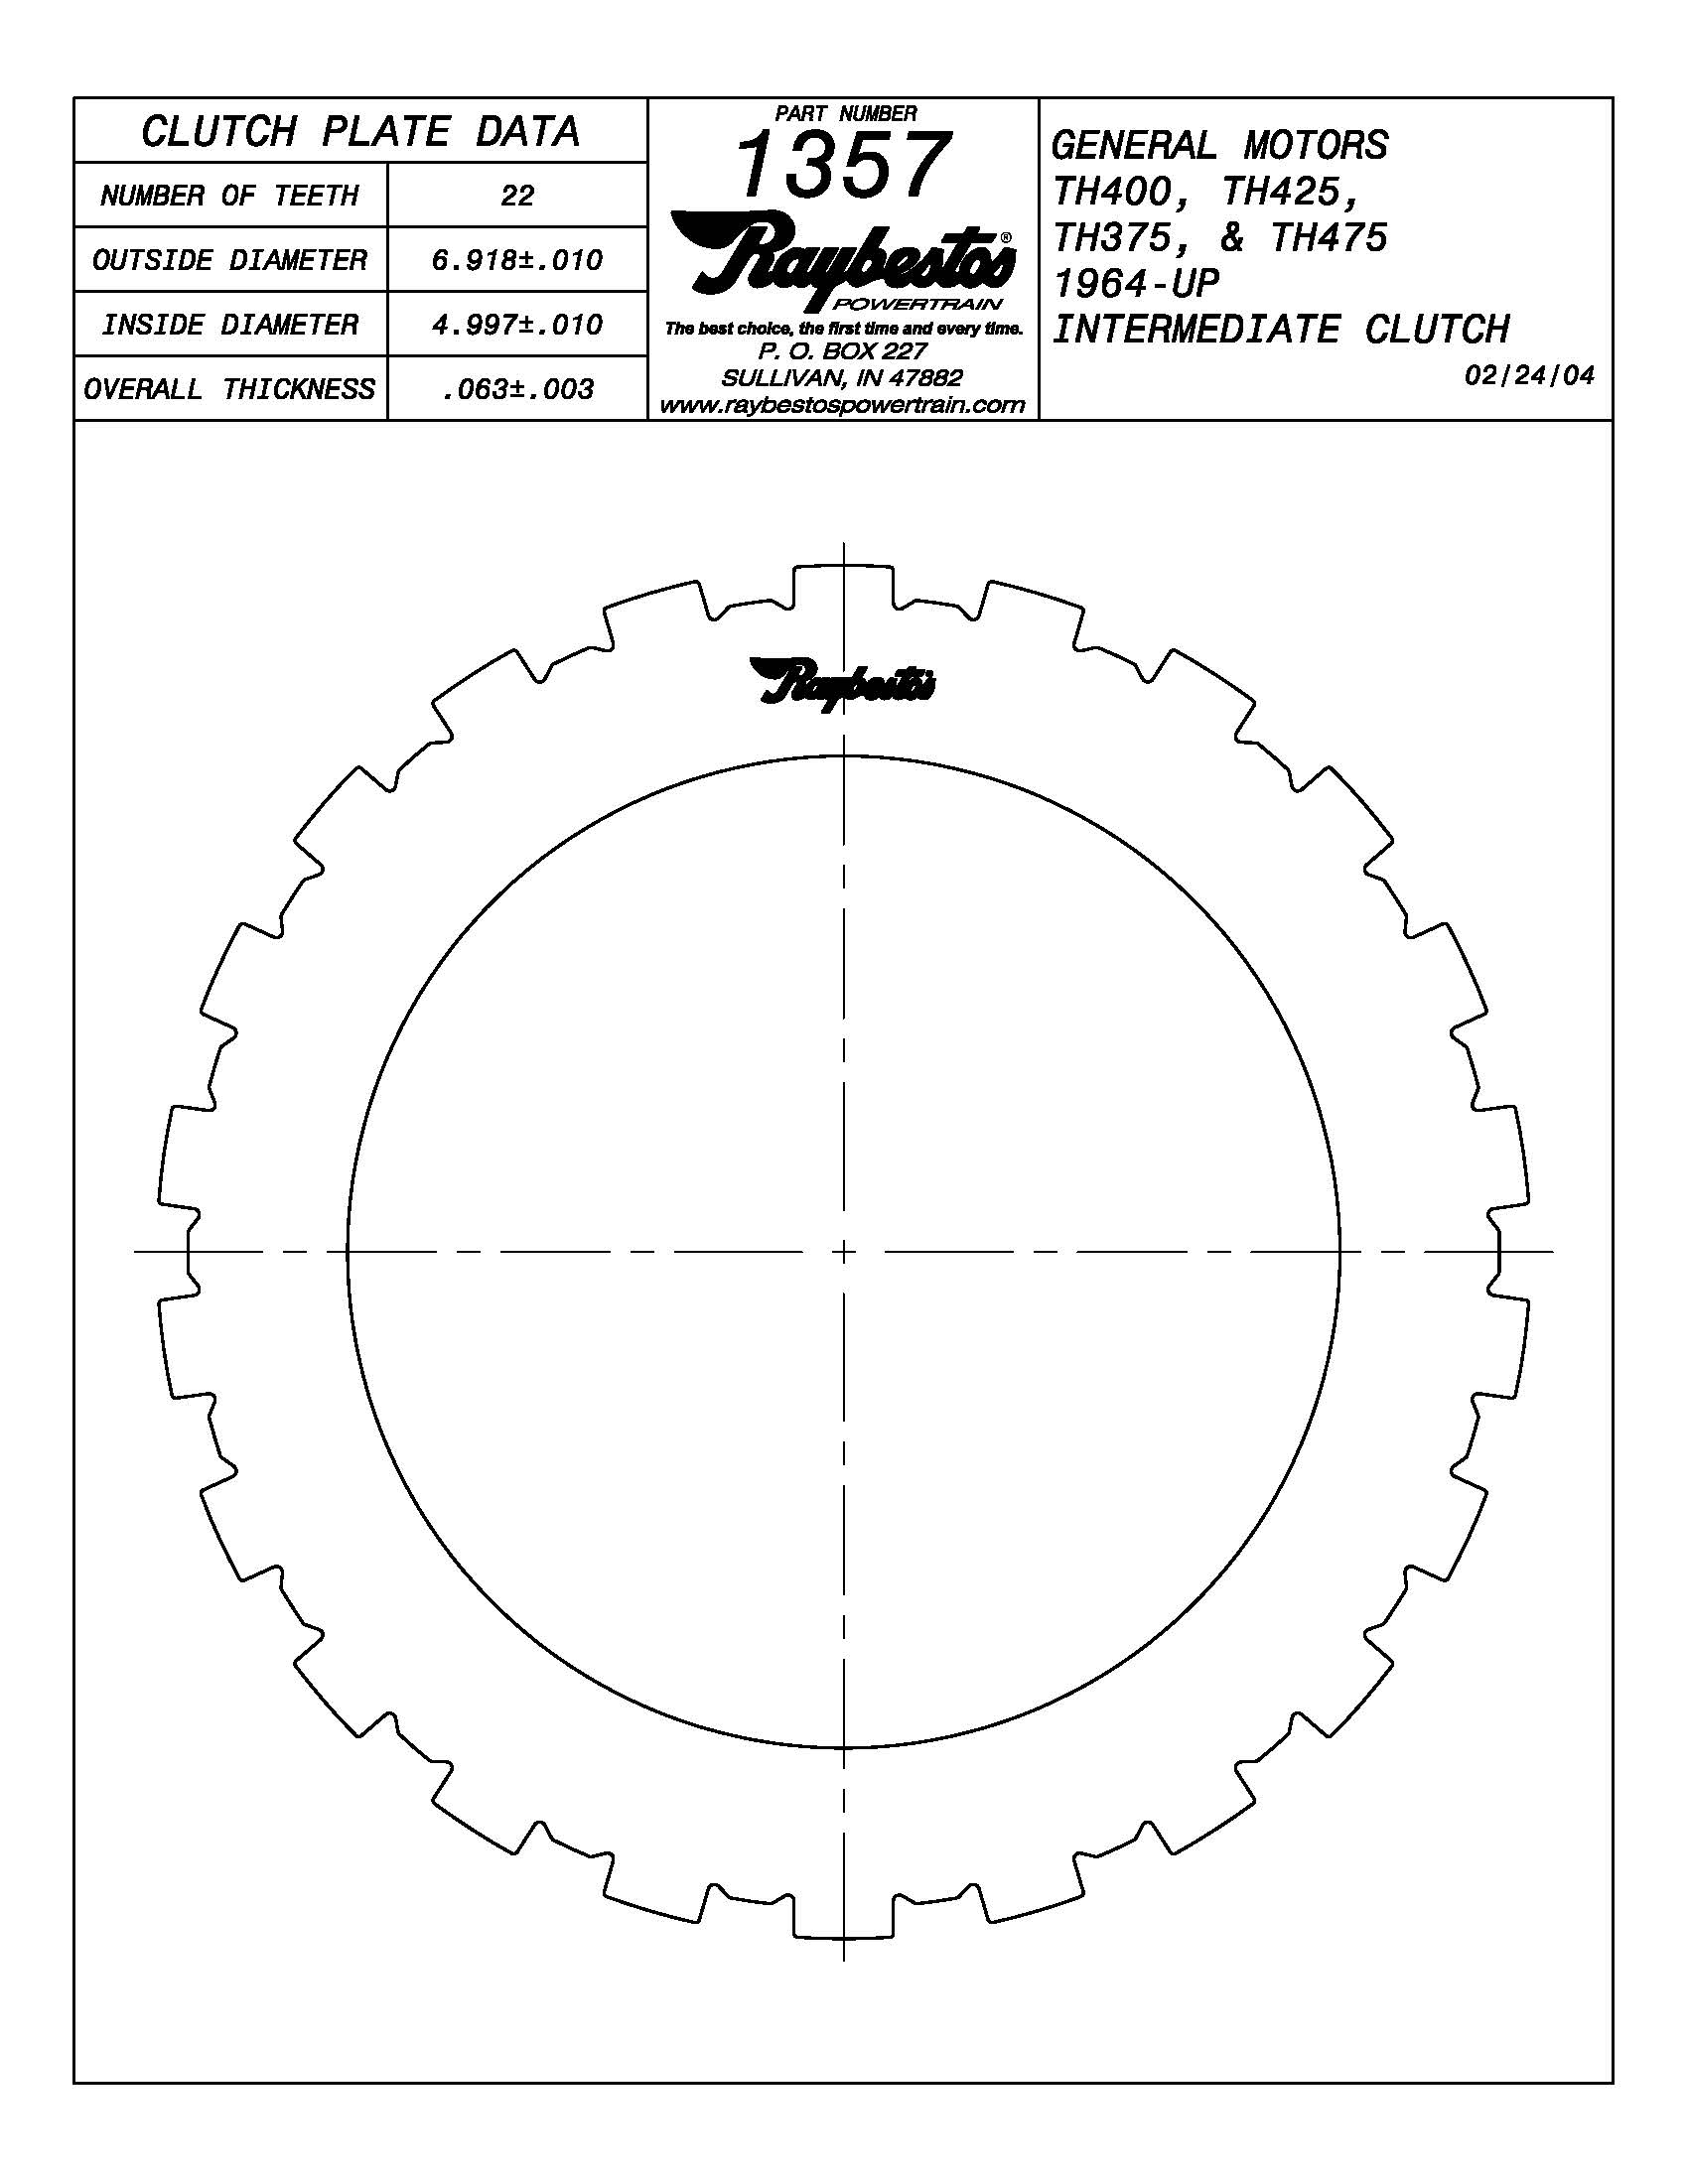 CLUTCH PLATE DATA
NUMBER OF TEETH 22
OUTSIDE DIAMETER 6.918±.010
INSIDE DIAMETER 4.997±.010
OVERALL THICKNESS .063±.003
PART NUMBER
1357
Raybestos®
POWERTRAIN
The best choice, the first time and every time.
P. O. BOX 227
SULLIVAN, IN 47882
www.raybestospowertrain.com
GENERAL MOTORS
TH400, TH425,
TH375, & TH475
1964-UP
INTERMEDIATE CLUTCH
02/24/04
Raybestos